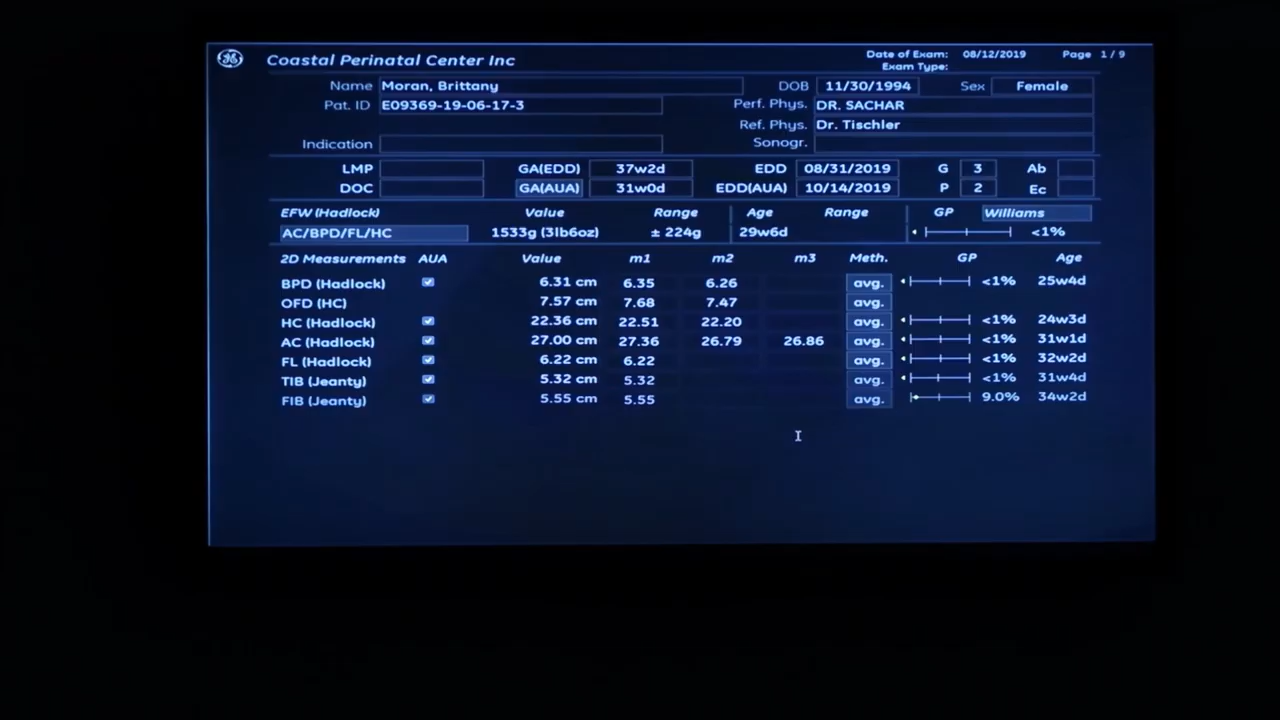 GE Coastal Perinatal Center Inc Date of Exam: 08/12/2019 Page 1/9
Exam Type:
Name Moran, Brittany DOB 11/30/1994 Sex Female
Pat. ID E09369-19-06-17-3 Perf. Phys. DR. SACHAR
Ref. Phys. Dr. Tischler
Indication Sonogr.
LMP GA(EDD) 37w2d EDD 08/31/2019 G 3 Ab
DOC GA(AUA) 31w0d EDD(AUA) 10/14/2019 P 2 Ec
EFW (Hadlock) Value Range Age Range GP Williams
AC/BPD/FL/HC 1533g (3lb6oz) ± 224g 29w6d <1%
2D Measurements AUA Value m1 m2 m3 Meth. GP Age
BPD (Hadlock) 6.31 cm 6.35 6.26 avg. <1% 25w4d
OFD (HC) 7.57 cm 7.68 7.47 avg.
HC (Hadlock) 22.36 cm 22.51 22.20 avg. <1% 24w3d
AC (Hadlock) 27.00 cm 27.36 26.79 26.86 avg. <1% 31w1d
FL (Hadlock) 6.22 cm 6.22 avg. <1% 32w2d
TIB (Jeanty) 5.32 cm 5.32 avg. <1% 31w4d
FIB (Jeanty) 5.55 cm 5.55 avg. 9.0% 34w2d